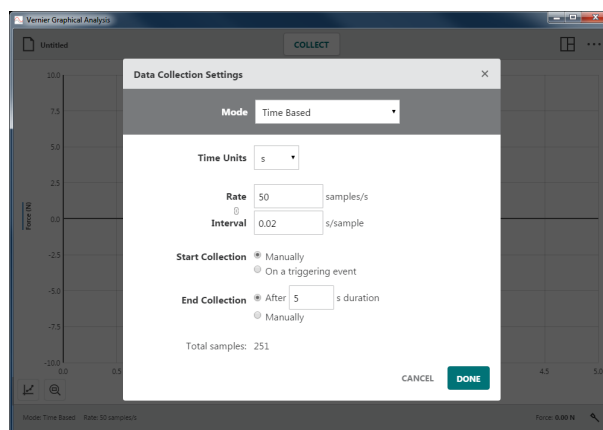 Vernier Graphical Analysis
Untitled
COLLECT
Data Collection Settings
Mode Time Based
Time Units s
Rate 50 samples/s
Interval 0.02 s/sample
Start Collection Manually
On a triggering event
End Collection After 5 s duration
Manually
Total samples: 251
CANCEL DONE
10.0
7.5
5.0
2.5
0.0
-2.5
-5.0
-7.5
-10.0
Force (N)
0.0 0.5 4.5 5.0
Mode: Time Based Rate: 50 samples/s Force: 0.00 N